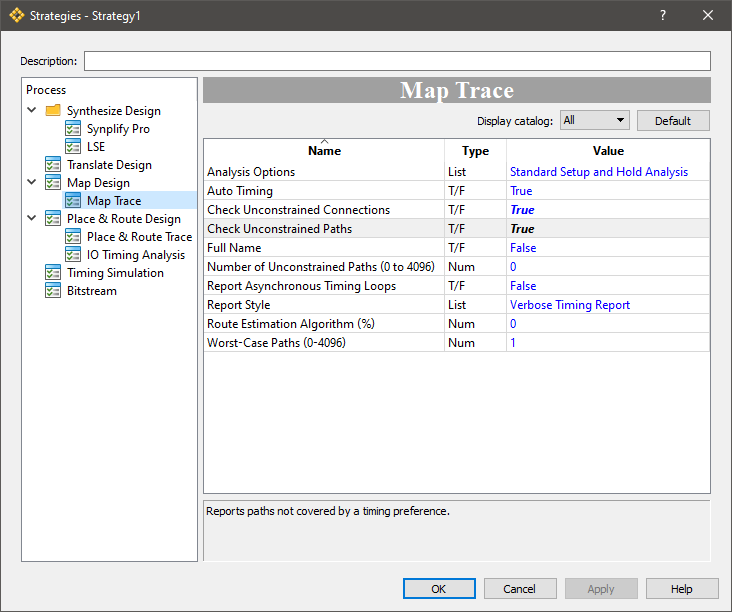 Strategies - Strategy1
?
Description:
Process
Synthesize Design
Synplify Pro
LSE
Translate Design
Map Design
Map Trace
Place & Route Design
Place & Route Trace
IO Timing Analysis
Timing Simulation
Bitstream
Map Trace
Display catalog: All Default
Name Type Value
Analysis Options List Standard Setup and Hold Analysis
Auto Timing T/F True
Check Unconstrained Connections T/F True
Check Unconstrained Paths T/F True
Full Name T/F False
Number of Unconstrained Paths (0 to 4096) Num 0
Report Asynchronous Timing Loops T/F False
Report Style List Verbose Timing Report
Route Estimation Algorithm (%) Num 0
Worst-Case Paths (0-4096) Num 1
Reports paths not covered by a timing preference.
OK Cancel Apply Help